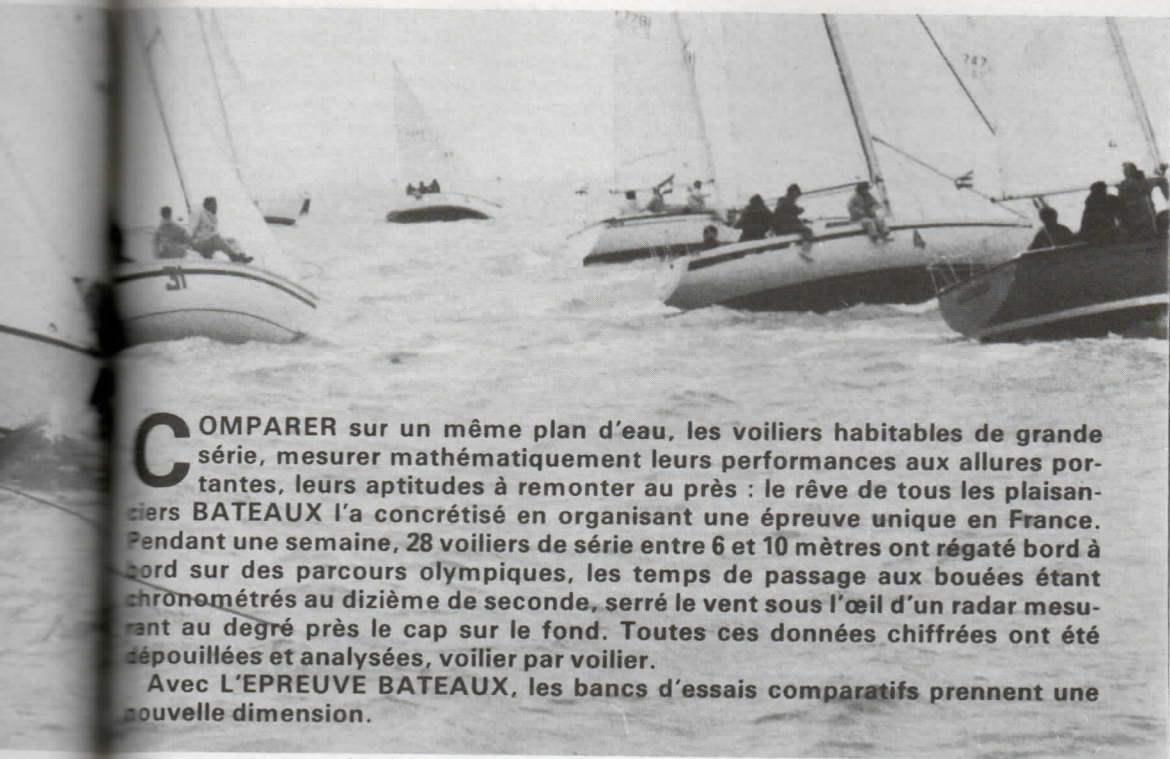 778
747
31
COMPARER sur un même plan d'eau, les voiliers habitables de grande
série, mesurer mathématiquement leurs performances aux allures por-
tantes, leurs aptitudes à remonter au près : le rêve de tous les plaisan-
ciers BATEAUX l'a concrétisé en organisant une épreuve unique en France.
Pendant une semaine, 28 voiliers de série entre 6 et 10 mètres ont régaté bord à
bord sur des parcours olympiques, les temps de passage aux bouées étant
chronométrés au dizième de seconde, serré le vent sous l'œil d'un radar mesu-
rant au degré près le cap sur le fond. Toutes ces données chiffrées ont été
dépouillées et analysées, voilier par voilier.
Avec L'EPREUVE BATEAUX, les bancs d'essais comparatifs prennent une
nouvelle dimension.